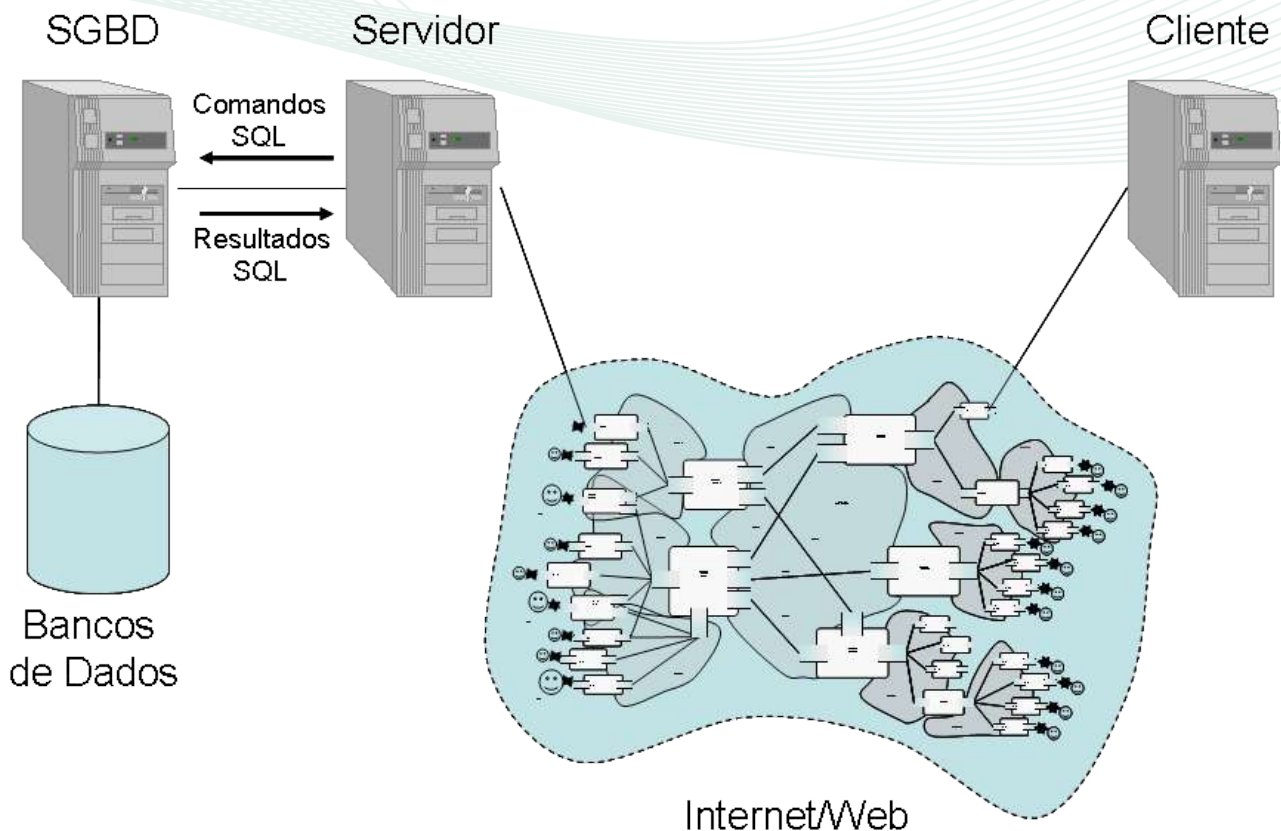 SGBD
Servidor
Cliente
Comandos
SQL
Resultados
SQL
Bancos
de Dados
Internet/Web